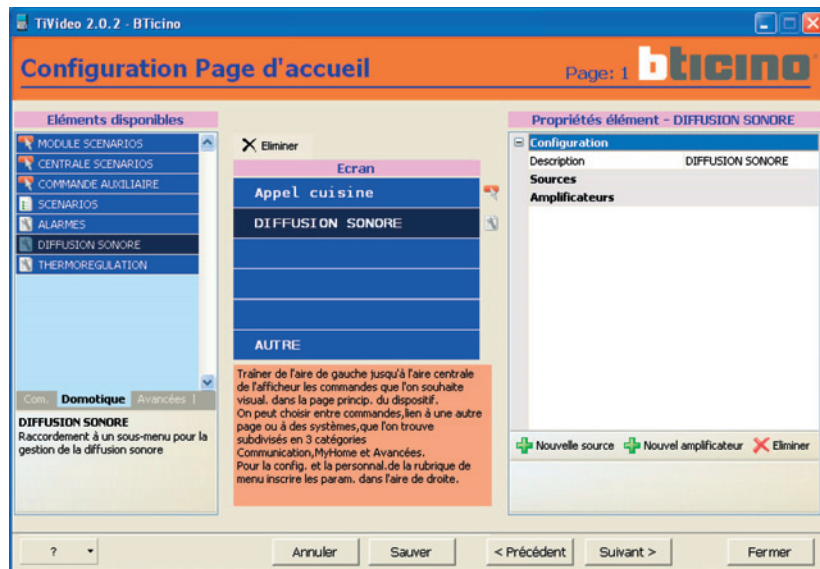 TiVideo 2.0.2 - BTicino
Configuration Page d'accueil
Page: 1
bticino
Eléments disponibles
MODULE SCENARIOS
CENTRALE SCENARIOS
COMMANDE AUXILIAIRE
SCENARIOS
ALARMES
DIFFUSION SONORE
THERMOREGULATION
Com. Domotique Avancées
DIFFUSION SONORE
Raccordement à un sous-menu pour la
gestion de la diffusion sonore
Eliminer
Ecran
Appel cuisine
DIFFUSION SONORE
AUTRE
Traîner de l'aire de gauche jusqu'à l'aire centrale
de l'afficheur les commandes que l'on souhaite
visual. dans la page princip. du dispositif.
On peut choisir entre commandes,lien à une autre
page ou à des systèmes,que l'on trouve
subdivisés en 3 catégories
Communication,MyHome et Avancées.
Pour la config. et la personnal.de la rubrique de
menu inscrire les param. dans l'aire de droite.
Propriétés élément - DIFFUSION SONORE
Configuration
Description DIFFUSION SONORE
Sources
Amplificateurs
Nouvelle source Nouvel amplificateur Eliminer
? Annuler Sauver < Précédent Suivant > Fermer